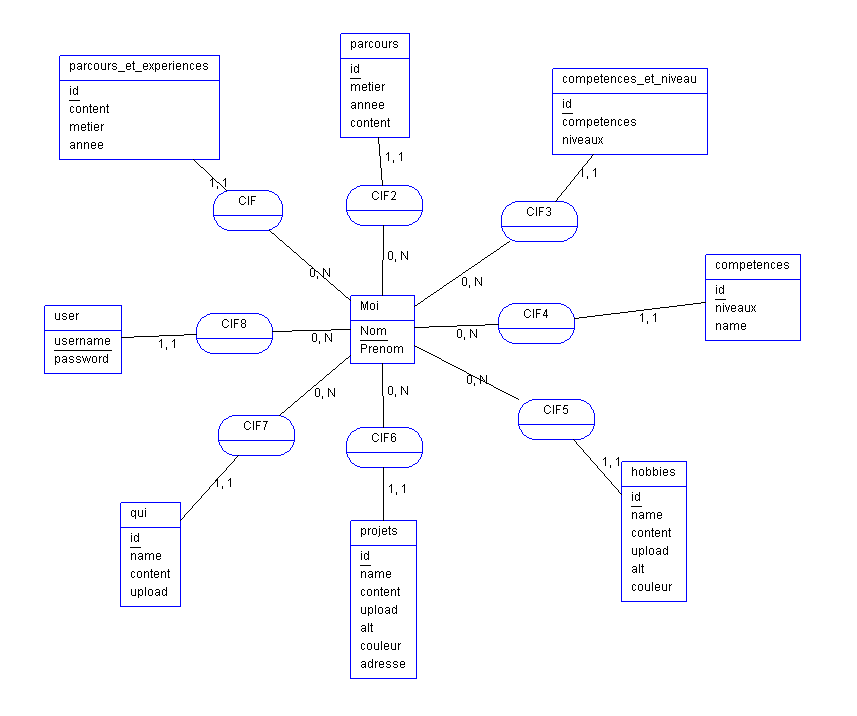 parcours
id
metier
annee
content
parcours_et_experiences
id
content
metier
annee
competences_et_niveau
id
competences
niveaux
1, 1
1, 1
1, 1
CIF
CIF2
CIF3
0, N
0, N
0, N
competences
id
niveaux
name
Moi
Nom
Prenom
user
username
password
CIF8
CIF4
1, 1
0, N
0, N
1, 1
0, N
0, N
0, N
CIF7
CIF6
CIF5
1, 1
1, 1
1, 1
hobbies
id
name
content
upload
alt
couleur
qui
id
name
content
upload
projets
id
name
content
upload
alt
couleur
adresse